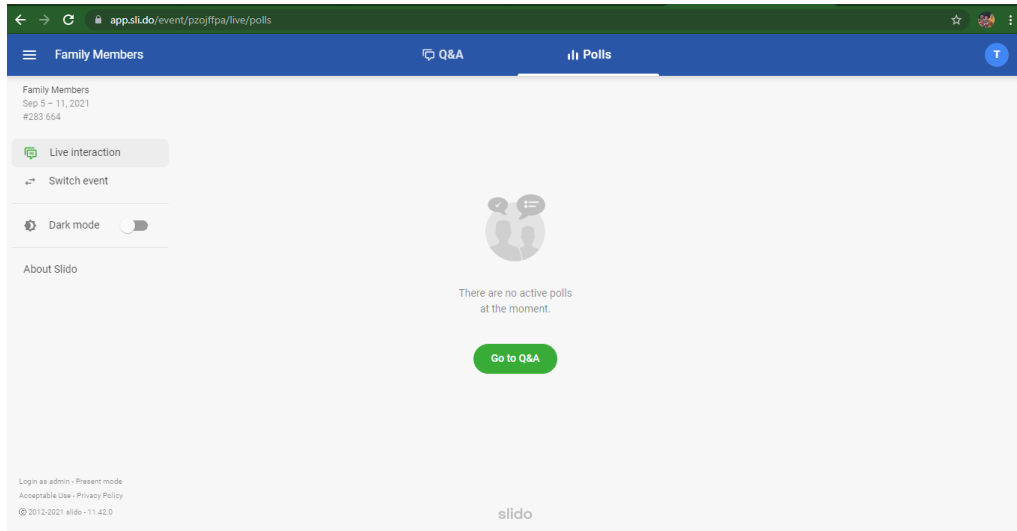 app.sli.do/event/pzojffpa/live/polls
Family Members
Q&A
Polls
T
Family Members
Sep 5 – 11, 2021
#283 664
Live interaction
Switch event
Dark mode
About Slido
There are no active polls
at the moment.
Go to Q&A
Login as admin - Present mode
Acceptable Use - Privacy Policy
© 2012-2021 slido - 11.42.0
slido